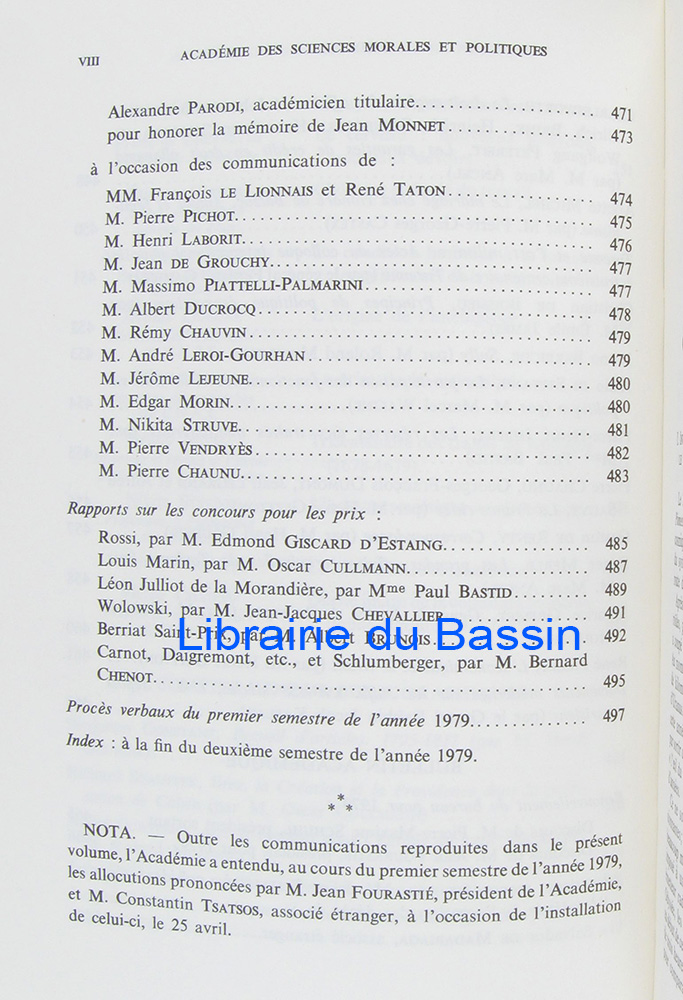 VIII ACADÉMIE DES SCIENCES MORALES ET POLITIQUES
Alexandre PARODI, académicien titulaire........................ 471
pour honorer la mémoire de Jean MONNET.................... 473
à l'occasion des communications de :
MM. François LE LIONNAIS et René TATON.................... 474
M. Pierre PICHOT............................................ 475
M. Henri LABORIT............................................ 476
M. Jean DE GROUCHY........................................ 477
M. Massimo PIATTELLI-PALMARINI............................ 477
M. Albert DUCROCQ.......................................... 478
M. Rémy CHAUVIN............................................ 479
M. André LEROI-GOURHAN.................................... 479
M. Jérôme LEJEUNE.......................................... 480
M. Edgar MORIN.............................................. 480
M. Nikita STRUVE............................................ 481
M. Pierre VENDRYÈS.......................................... 482
M. Pierre CHAUNU............................................ 483
Rapports sur les concours pour les prix :
Rossi, par M. Edmond GISCARD D'ESTAING.................... 485
Louis Marin, par M. Oscar CULLMANN........................ 487
Léon Julliot de la Morandière, par Mme Paul BASTID.......... 489
Wolowski, par M. Jean-Jacques CHEVALLIER.................. 491
Berriat Saint-Prix, par M. Albert BRUNOIS.................... 492
Librairie du Bassin
Carnot, Daigremont, etc., et Schlumberger, par M. Bernard
CHENOT...................................................... 495
Procès verbaux du premier semestre de l'année 1979.............. 497
Index : à la fin du deuxième semestre de l'année 1979.
* * *
NOTA. — Outre les communications reproduites dans le présent
volume, l'Académie a entendu, au cours du premier semestre de l'année 1979,
les allocutions prononcées par M. Jean FOURASTIÉ, président de l'Académie,
et M. Constantin TSATSOS, associé étranger, à l'occasion de l'installation
de celui-ci, le 25 avril.